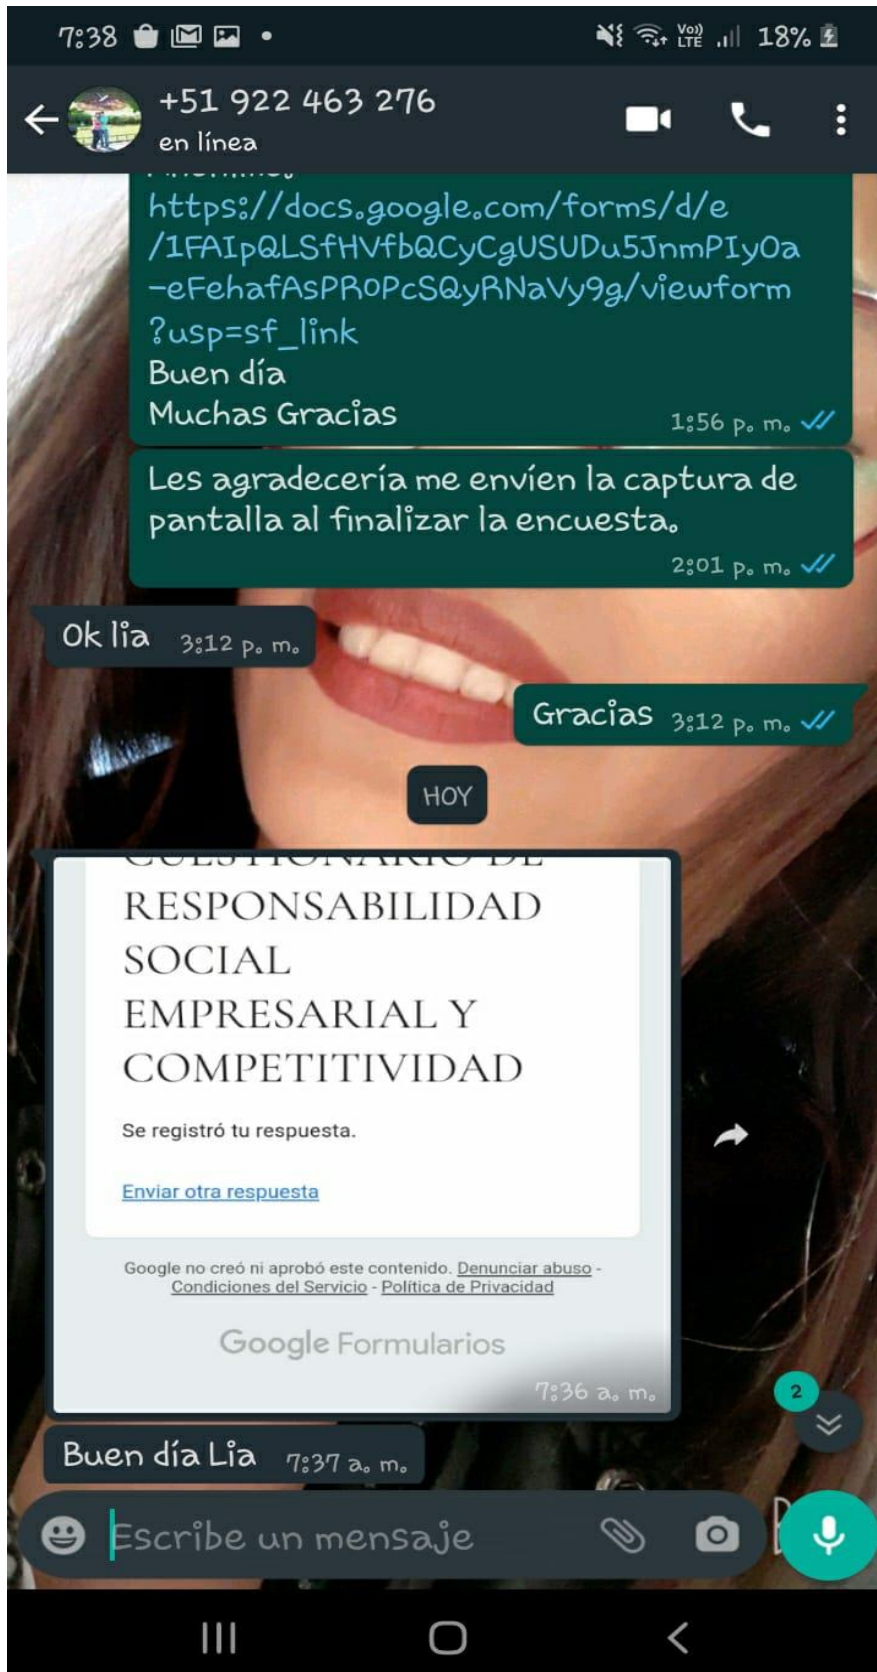 7:38
VoLTE 18%
+51 922 463 276
en línea
https://docs.google.com/forms/d/e
/1FAIpQLSfHVfbQCyCgUSUDu5JnmPIyOa
-eFehafAsPR0PcSQyRNaVy9g/viewform
?usp=sf_link
Buen día
Muchas Gracias
1:56 p. m.
Les agradecería me envíen la captura de
pantalla al finalizar la encuesta.
2:01 p. m.
Ok lia 3:12 p. m.
Gracias 3:12 p. m.
HOY
CUESTIONARIO DE
RESPONSABILIDAD
SOCIAL
EMPRESARIAL Y
COMPETITIVIDAD
Se registró tu respuesta.
Enviar otra respuesta
Google no creó ni aprobó este contenido. Denunciar abuso -
Condiciones del Servicio - Política de Privacidad
Google Formularios
7:36 a. m.
2
Buen día Lia 7:37 a. m.
Escribe un mensaje